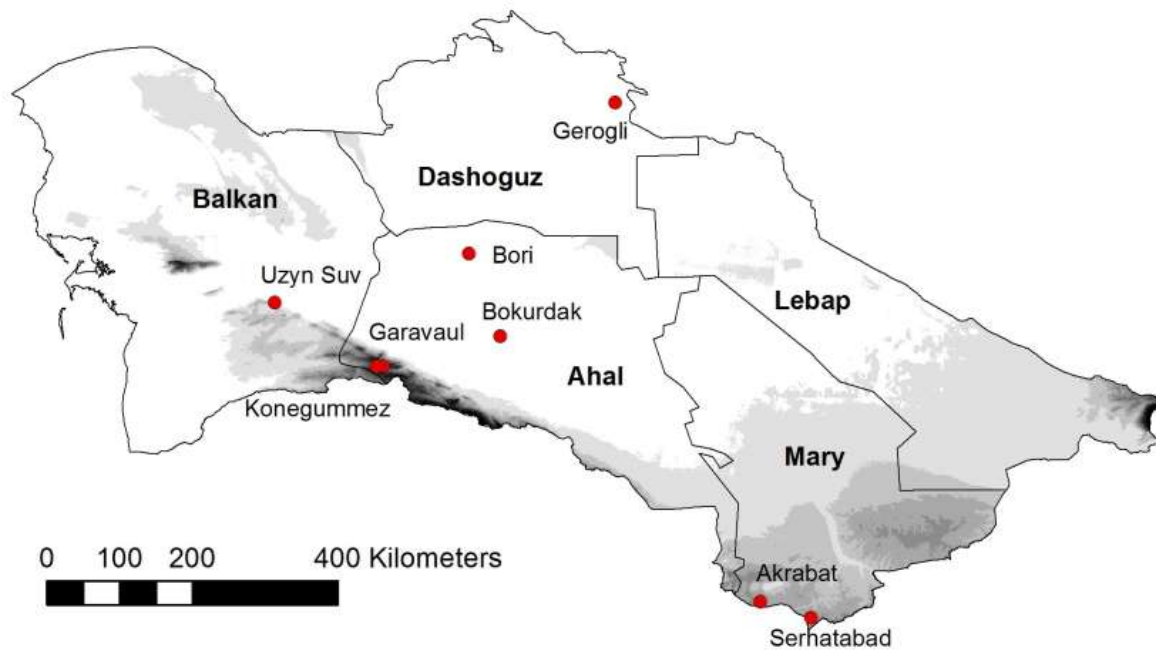 Gerogli
Dashoguz
Balkan
Bori
Uzyn Suv
Bokurdak
Lebap
Garavaul
Ahal
Konegummez
Mary
0 100 200 400 Kilometers
Akrabat
Serhatabad